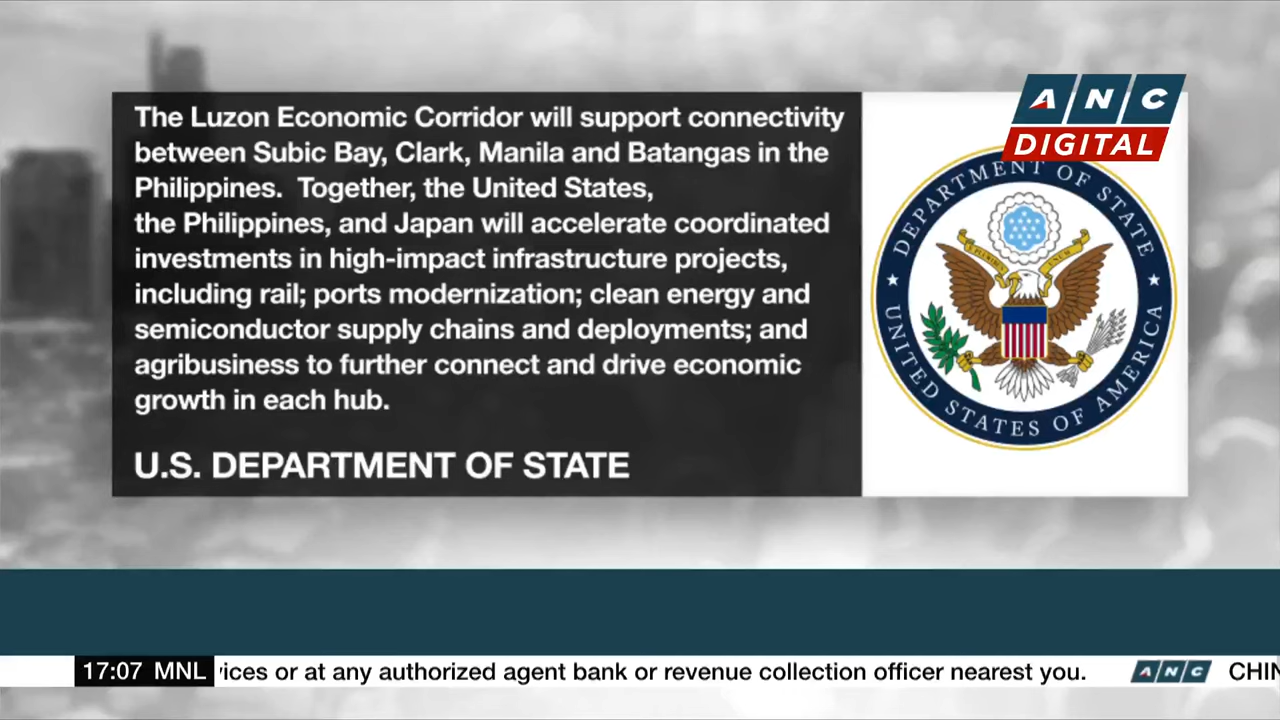 ANC
DIGITAL
The Luzon Economic Corridor will support connectivity
between Subic Bay, Clark, Manila and Batangas in the
Philippines. Together, the United States,
the Philippines, and Japan will accelerate coordinated
investments in high-impact infrastructure projects,
including rail; ports modernization; clean energy and
semiconductor supply chains and deployments; and
agribusiness to further connect and drive economic
growth in each hub.
U.S. DEPARTMENT OF STATE
DEPARTMENT OF STATE
UNITED STATES OF AMERICA
17:07 MNL vices or at any authorized agent bank or revenue collection officer nearest you. ANC CHIN